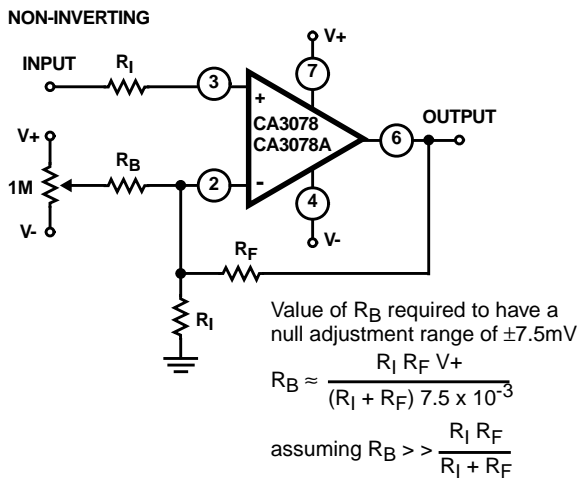 NON-INVERTING
INPUT
R_I
3
+
7
V+
CA3078
CA3078A
6
OUTPUT
V+
1M
V-
R_B
2
-
4
V-
R_F
R_I
Value of R_B required to have a
null adjustment range of ±7.5mV
R_B ≈ R_I R_F V+ / (R_I + R_F) 7.5 x 10^-3
assuming R_B > > R_I R_F / R_I + R_F